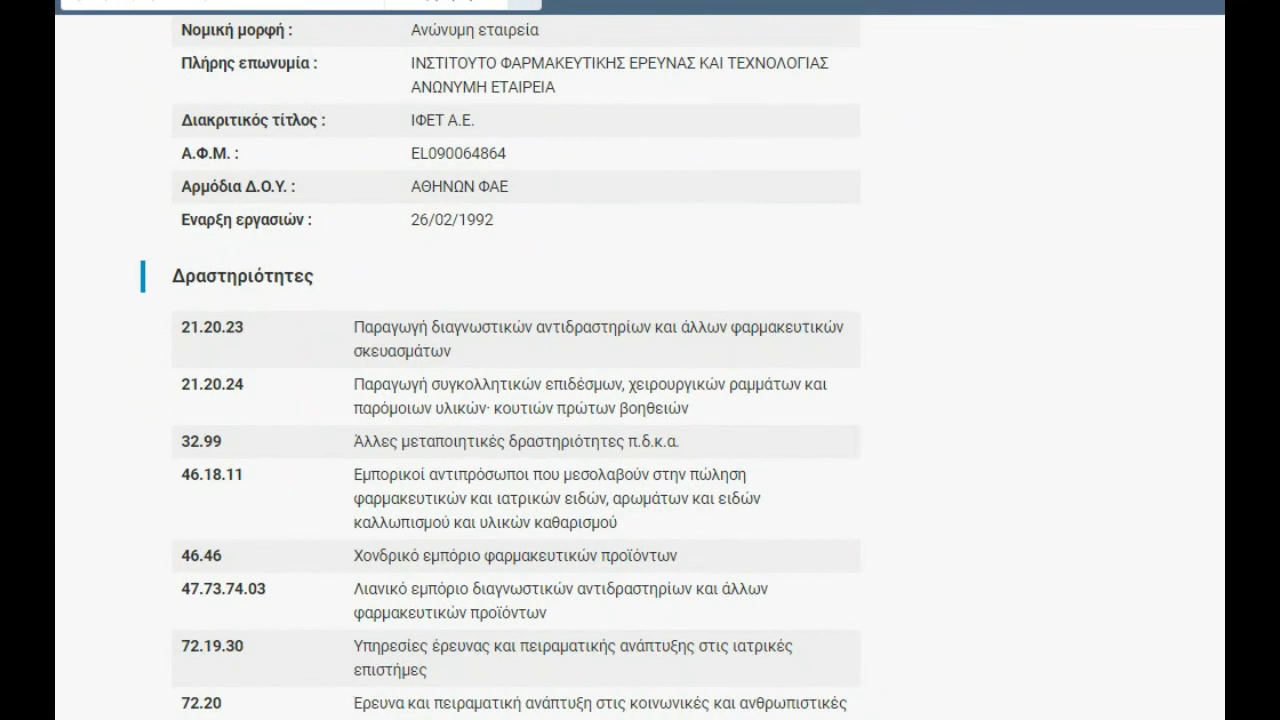 Νομική μορφή : Ανώνυμη εταιρεία
Πλήρης επωνυμία : ΙΝΣΤΙΤΟΥΤΟ ΦΑΡΜΑΚΕΥΤΙΚΗΣ ΕΡΕΥΝΑΣ ΚΑΙ ΤΕΧΝΟΛΟΓΙΑΣ
ΑΝΩΝΥΜΗ ΕΤΑΙΡΕΙΑ
Διακριτικός τίτλος : ΙΦΕΤ Α.Ε.
Α.Φ.Μ. : EL090064864
Αρμόδια Δ.Ο.Υ. : ΑΘΗΝΩΝ ΦΑΕ
Εναρξη εργασιών : 26/02/1992
Δραστηριότητες
21.20.23 Παραγωγή διαγνωστικών αντιδραστηρίων και άλλων φαρμακευτικών
σκευασμάτων
21.20.24 Παραγωγή συγκολλητικών επιδέσμων, χειρουργικών ραμμάτων και
παρόμοιων υλικών· κουτιών πρώτων βοηθειών
32.99 Άλλες μεταποιητικές δραστηριότητες π.δ.κ.α.
46.18.11 Εμπορικοί αντιπρόσωποι που μεσολαβούν στην πώληση
φαρμακευτικών και ιατρικών ειδών, αρωμάτων και ειδών
καλλωπισμού και υλικών καθαρισμού
46.46 Χονδρικό εμπόριο φαρμακευτικών προϊόντων
47.73.74.03 Λιανικό εμπόριο διαγνωστικών αντιδραστηρίων και άλλων
φαρμακευτικών προϊόντων
72.19.30 Υπηρεσίες έρευνας και πειραματικής ανάπτυξης στις ιατρικές
επιστήμες
72.20 Ερευνα και πειραματική ανάπτυξη στις κοινωνικές και ανθρωπιστικές